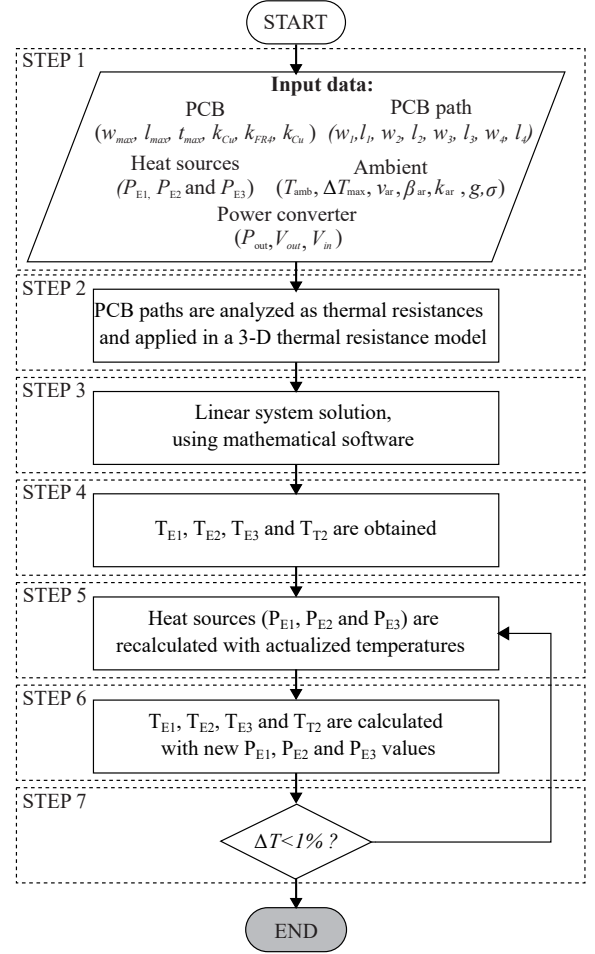 START
STEP 1
Input data:
PCB PCB path
(w_max, l_max, t_max, k_Cu, k_FR4, k_Cu) (w_1, l_1, w_2, l_2, w_3, l_3, w_4, l_4)
Heat sources Ambient
(P_E1, P_E2 and P_E3) (T_amb, ΔT_max, ν_ar, β_ar, k_ar, g, σ)
Power converter
(P_out, V_out, V_in)
STEP 2
PCB paths are analyzed as thermal resistances
and applied in a 3-D thermal resistance model
STEP 3
Linear system solution,
using mathematical software
STEP 4
T_E1, T_E2, T_E3 and T_T2 are obtained
STEP 5
Heat sources (P_E1, P_E2 and P_E3) are
recalculated with actualized temperatures
STEP 6
T_E1, T_E2, T_E3 and T_T2 are calculated
with new P_E1, P_E2 and P_E3 values
STEP 7
ΔT<1% ?
END